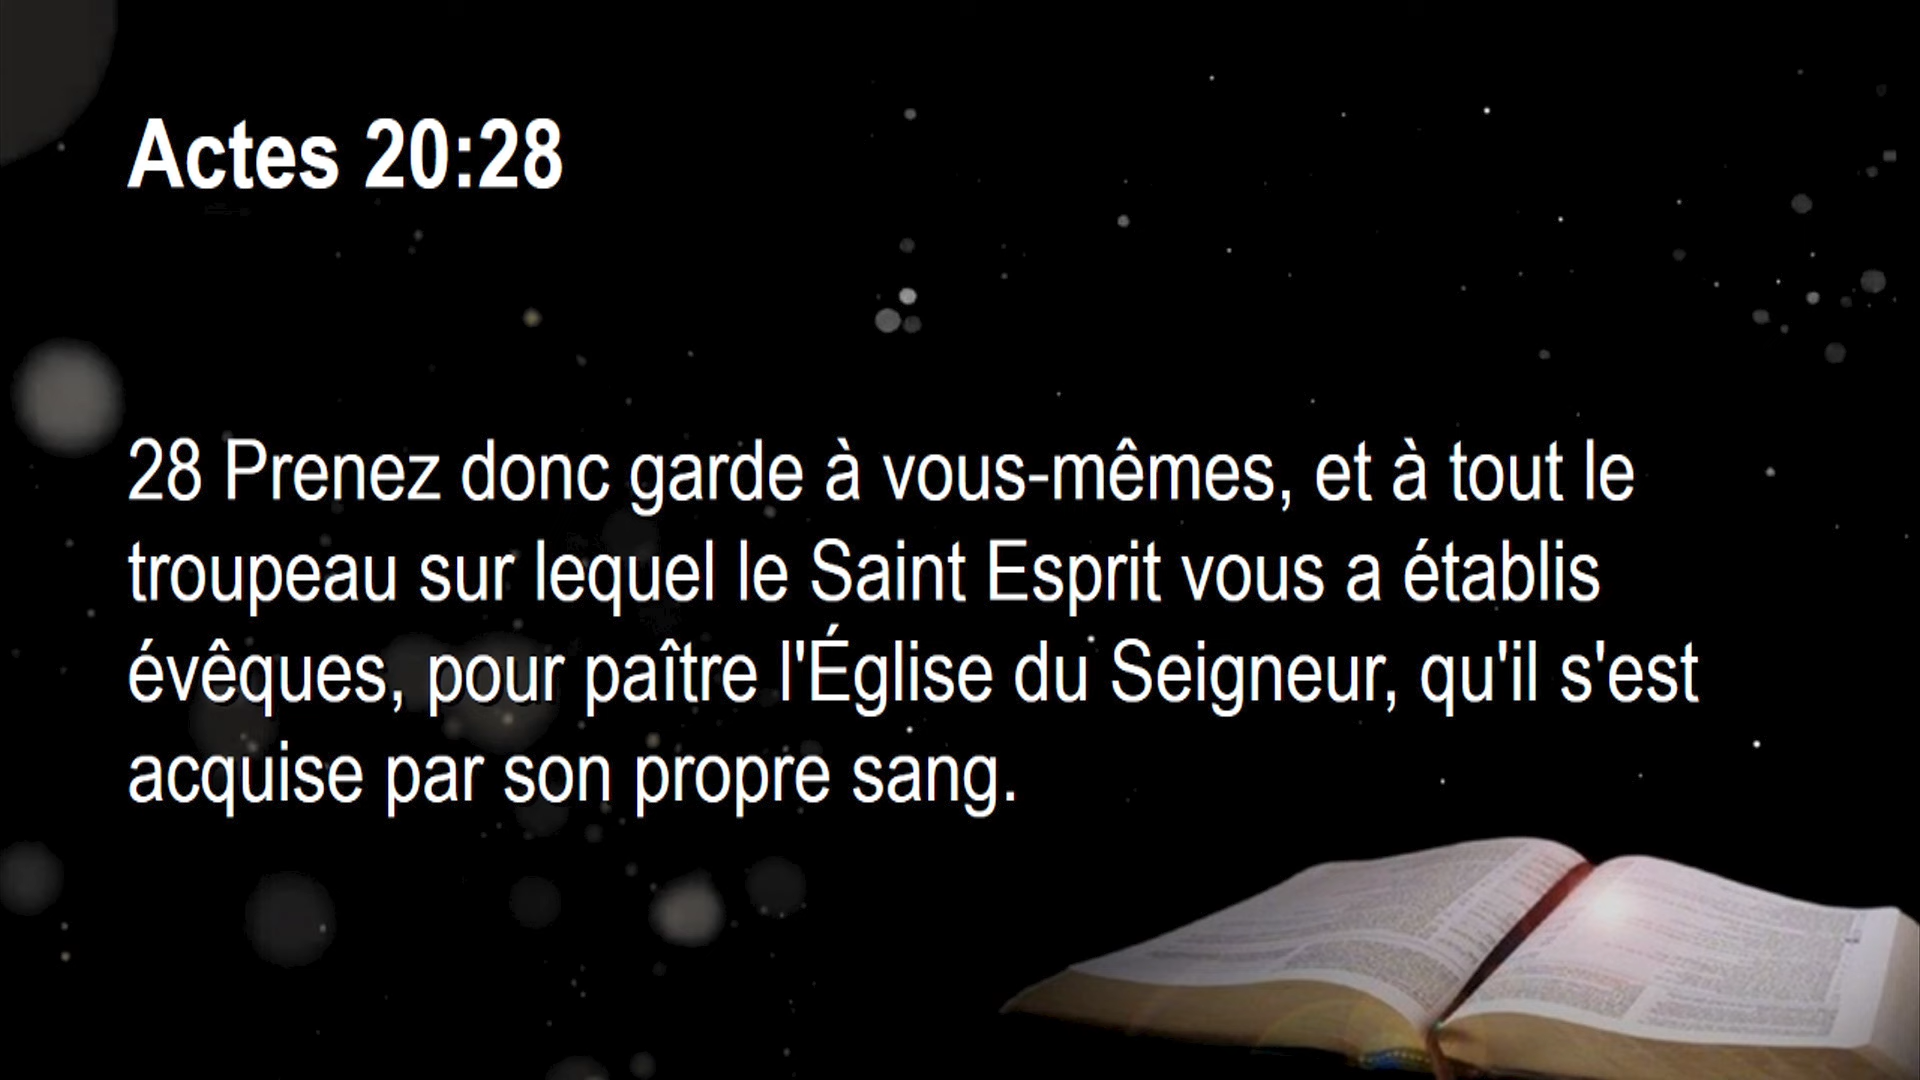 Actes 20:28
28 Prenez donc garde à vous-mêmes, et à tout le
troupeau sur lequel le Saint Esprit vous a établis
évêques, pour paître l'Église du Seigneur, qu'il s'est
acquise par son propre sang.